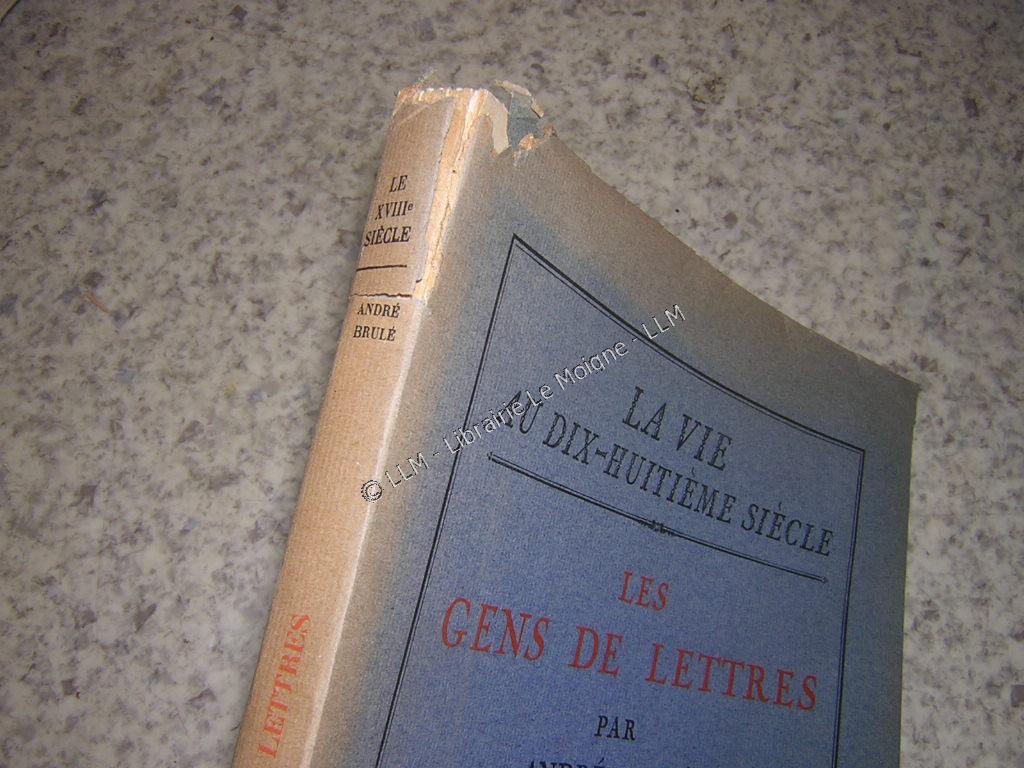 LE
XVIIIe
SIÈCLE
ANDRÉ
BRULÉ
LETTRES
LA VIE
AU DIX-HUITIÈME SIÈCLE
LES
GENS DE LETTRES
PAR
ANDRÉ
© LLM - Librairie Le Moigne - LLM